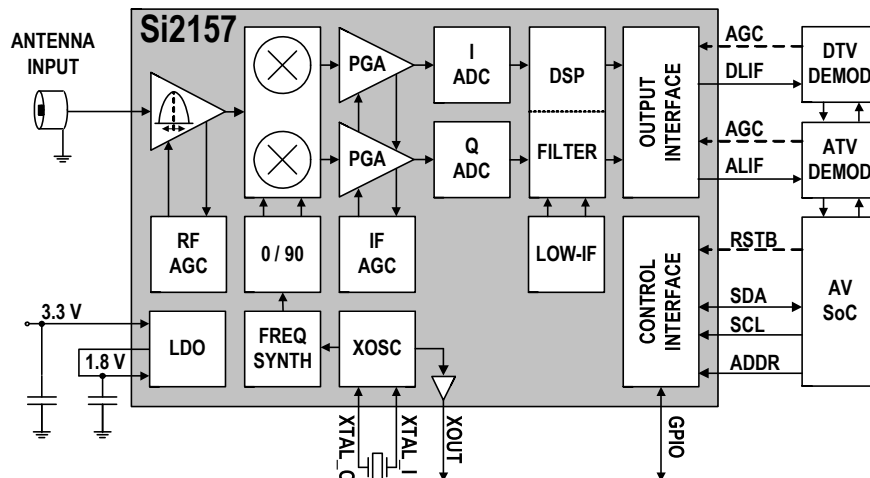 Si2157
ANTENNA
INPUT
PGA
PGA
I
ADC
Q
ADC
DSP
FILTER
OUTPUT
INTERFACE
AGC
DLIF
AGC
ALIF
DTV
DEMOD
ATV
DEMOD
RF
AGC
0 / 90
IF
AGC
LOW-IF
CONTROL
INTERFACE
RSTB
SDA
SCL
ADDR
AV
SoC
3.3 V
1.8 V
LDO
FREQ
SYNTH
XOSC
XTAL_O
XTAL_I
XOUT
GPIO